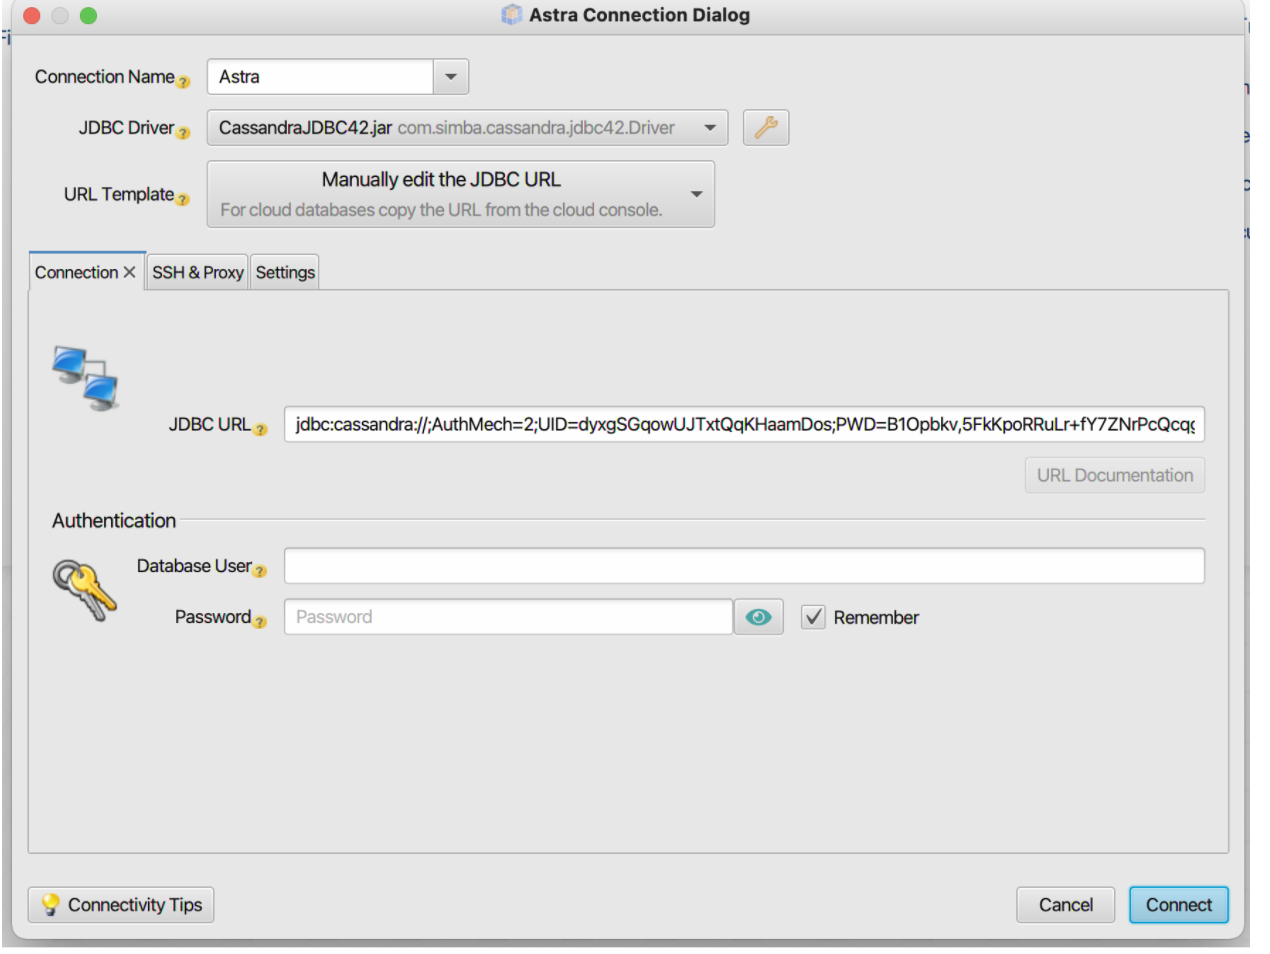 Astra Connection Dialog
Connection Name
Astra
JDBC Driver
CassandraJDBC42.jar com.simba.cassandra.jdbc42.Driver
URL Template
Manually edit the JDBC URL
For cloud databases copy the URL from the cloud console.
Connection SSH & Proxy Settings
JDBC URL
jdbc:cassandra://;AuthMech=2;UID=dyxgSGqowUJTxtQqKHaamDos;PWD=B1Opbkv,5FkKpoRRuLr+fY7ZNrPcQcqg
URL Documentation
Authentication
Database User
Password
Password
Remember
Connectivity Tips
Cancel
Connect